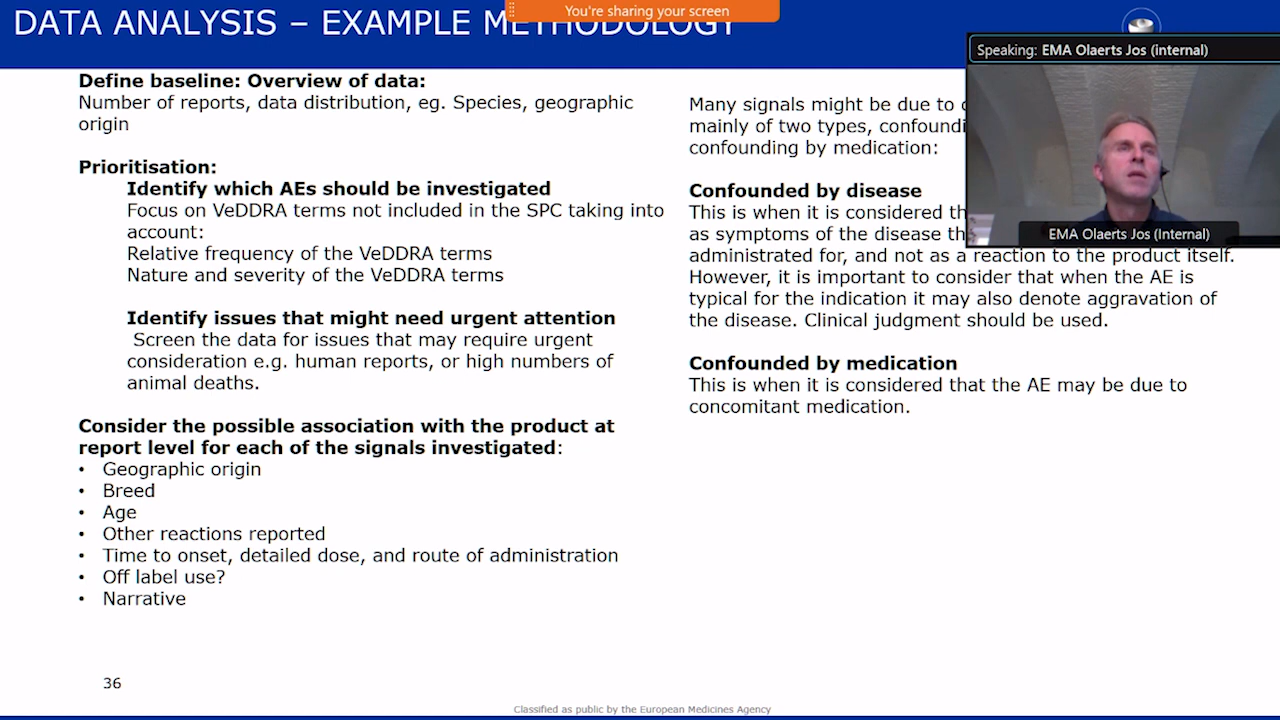 DATA ANALYSIS – EXAMPLE METHODOLOGY
You're sharing your screen
Speaking: EMA Olaerts Jos (internal)
EMA Olaerts Jos (Internal)
Define baseline: Overview of data:
Number of reports, data distribution, eg. Species, geographic
origin
Prioritisation:
Identify which AEs should be investigated
Focus on VeDDRA terms not included in the SPC taking into
account:
Relative frequency of the VeDDRA terms
Nature and severity of the VeDDRA terms
Identify issues that might need urgent attention
Screen the data for issues that may require urgent
consideration e.g. human reports, or high numbers of
animal deaths.
Consider the possible association with the product at
report level for each of the signals investigated:
• Geographic origin
• Breed
• Age
• Other reactions reported
• Time to onset, detailed dose, and route of administration
• Off label use?
• Narrative
Many signals might be due to
mainly of two types,
confounding by medication:
Confounded by disease
This is when it is considered
as symptoms of the disease
administrated for, and not as a reaction to the product itself.
However, it is important to consider that when the AE is
typical for the indication it may also denote aggravation of
the disease. Clinical judgment should be used.
Confounded by medication
This is when it is considered that the AE may be due to
concomitant medication.
36
Classified as public by the European Medicines Agency